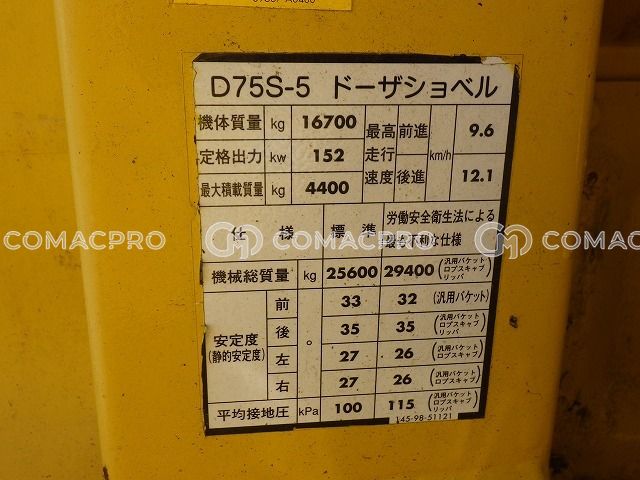 D75S-5 ドーザショベル
機体質量 kg 16700 最高走行速度 前進 km/h 9.6
定格出力 kw 152
最大積載質量 kg 4400 後進 12.1
仕様 標準 労働安全衛生法による
最も不利な仕様
機械総質量 kg 25600 29400 (汎用バケット ロプスキャブ リッパ)
安定度 (静的安定度) 前 ° 33 32 (汎用バケット)
後 35 35 (汎用バケット ロプスキャブ リッパ)
左 27 26 (汎用バケット ロプスキャブ)
右 27 26 (汎用バケット ロプスキャブ)
平均接地圧 kPa 100 115 (汎用バケット ロプスキャブ リッパ)
145-98-51121
COMACPRO COMACPRO COMACPRO